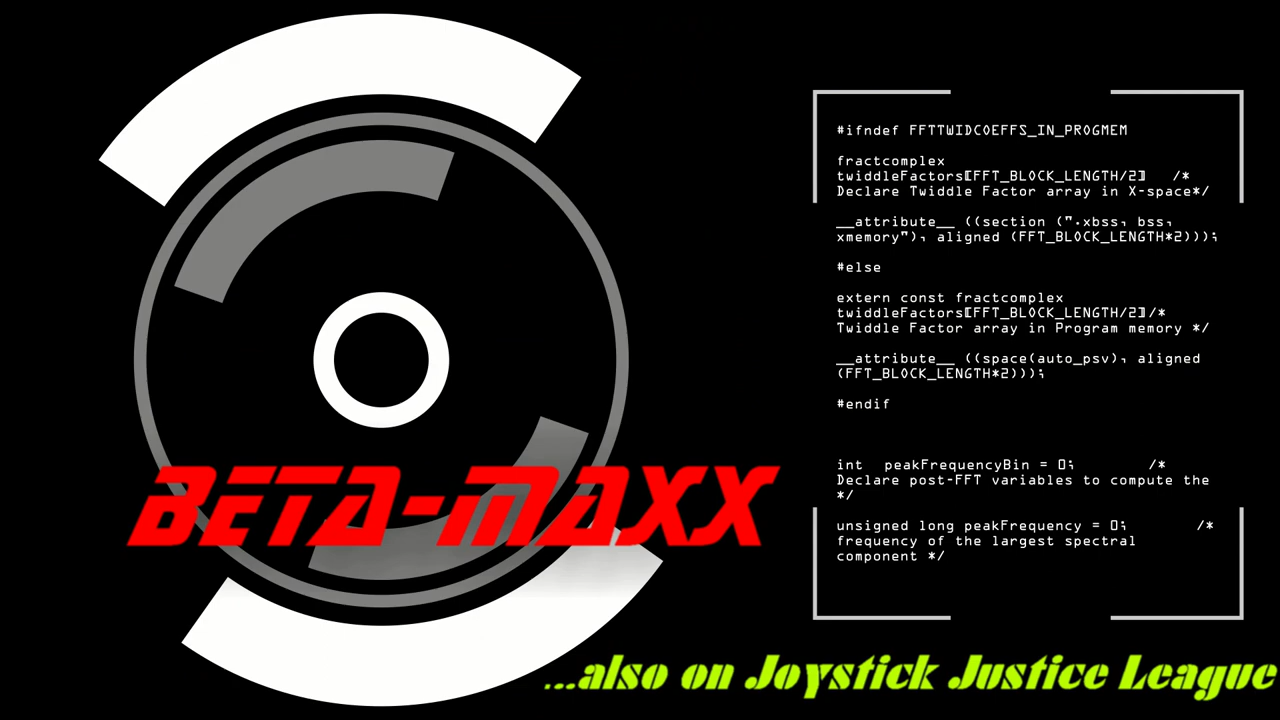 #ifndef FFTTWIDCOEFFS_IN_PROGMEM
fractcomplex
twiddleFactors[FFT_BLOCK_LENGTH/2] /*
Declare Twiddle Factor array in X-space*/
__attribute__ ((section (".xbss, bss,
xmemory"), aligned (FFT_BLOCK_LENGTH*2)));
#else
extern const fractcomplex
twiddleFactors[FFT_BLOCK_LENGTH/2]/*
Twiddle Factor array in Program memory */
__attribute__ ((space(auto_psv), aligned
(FFT_BLOCK_LENGTH*2)));
#endif
int peakFrequencyBin = 0; /*
Declare post-FFT variables to compute the
*/
unsigned long peakFrequency = 0; /*
frequency of the largest spectral
component */
BETA-MAXX
...also on Joystick Justice League